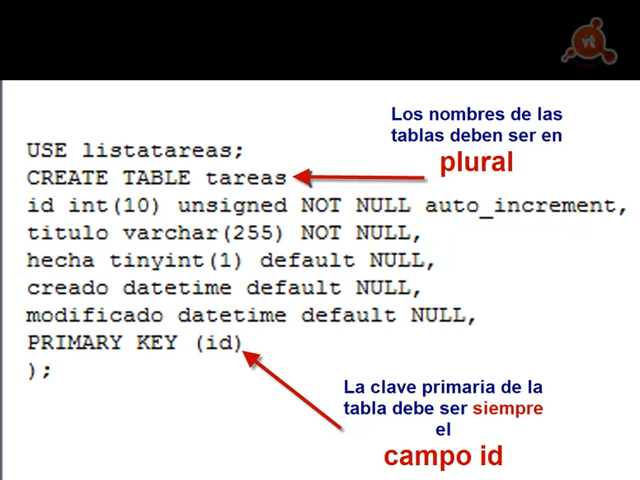 vt
Los nombres de las
tablas deben ser en
plural
USE listatareas;
CREATE TABLE tareas
id int(10) unsigned NOT NULL auto_increment,
titulo varchar(255) NOT NULL,
hecha tinyint(1) default NULL,
creado datetime default NULL,
modificado datetime default NULL,
PRIMARY KEY (id)
);
La clave primaria de la
tabla debe ser siempre
el
campo id